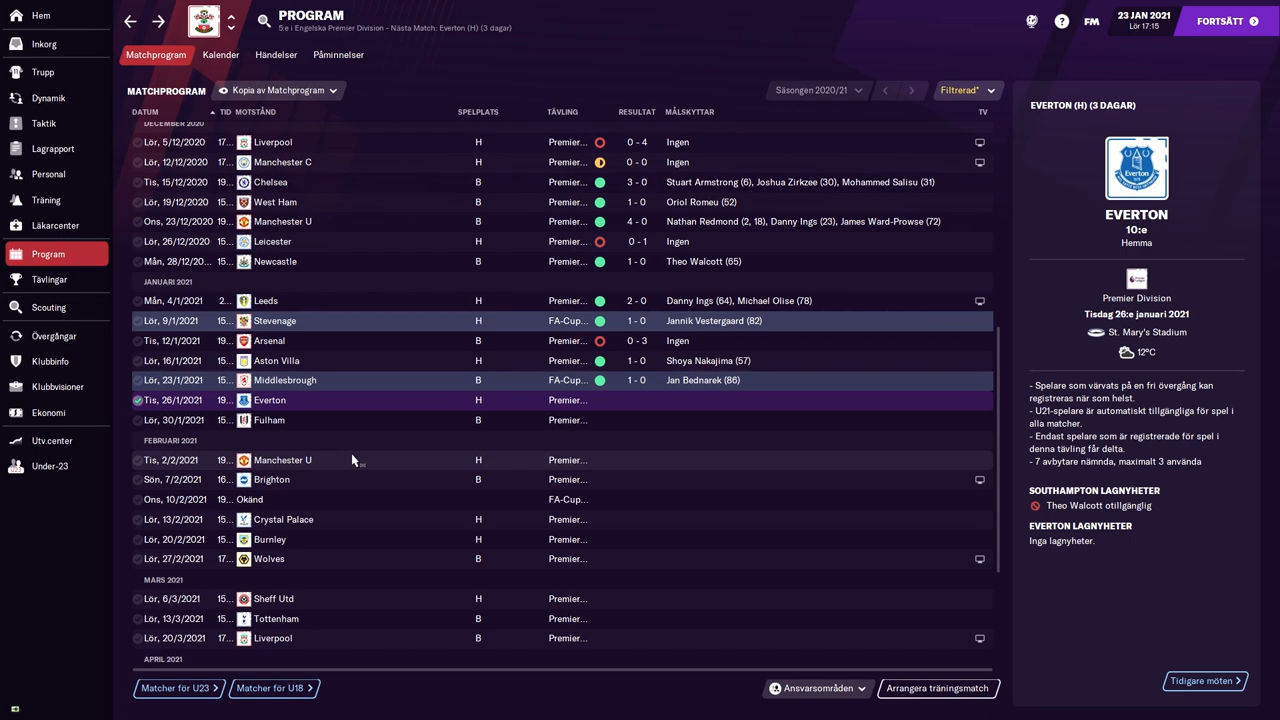 Hem
PROGRAM
5:e i Engelska Premier Division - Nästa Match: Everton (H) (3 dagar)
FM
23 JAN 2021
Lör 17:15
FORTSÄTT
Inkorg
Trupp
Dynamik
Taktik
Lagrapport
Personal
Träning
Läkarcenter
Program
Tävlingar
Scouting
Övergångar
Klubbinfo
Klubbvisioner
Ekonomi
Utv.center
Under-23
Matchprogram Kalender Händelser Påminnelser
MATCHPROGRAM Kopia av Matchprogram Säsongen 2020/21 Filtrerad*
DATUM TID MOTSTÅND SPELPLATS TÄVLING RESULTAT MÅLSKYTTAR TV
DECEMBER 2020
Lör, 5/12/2020 17... Liverpool H Premier... 0 - 4 Ingen
Lör, 12/12/2020 17... Manchester C H Premier... 0 - 0 Ingen
Tis, 15/12/2020 19... Chelsea B Premier... 3 - 0 Stuart Armstrong (6), Joshua Zirkzee (30), Mohammed Salisu (31)
Lör, 19/12/2020 15... West Ham B Premier... 1 - 0 Oriol Romeu (52)
Ons, 23/12/2020 19... Manchester U B Premier... 4 - 0 Nathan Redmond (2, 18), Danny Ings (23), James Ward-Prowse (72)
Lör, 26/12/2020 15... Leicester H Premier... 0 - 1 Ingen
Mån, 28/12/20... 15... Newcastle B Premier... 1 - 0 Theo Walcott (65)
JANUARI 2021
Mån, 4/1/2021 2... Leeds H Premier... 2 - 0 Danny Ings (64), Michael Olise (78)
Lör, 9/1/2021 15... Stevenage H FA-Cup... 1 - 0 Jannik Vestergaard (82)
Tis, 12/1/2021 19... Arsenal B Premier... 0 - 3 Ingen
Lör, 16/1/2021 15... Aston Villa H Premier... 1 - 0 Shoya Nakajima (57)
Lör, 23/1/2021 15... Middlesbrough B FA-Cup... 1 - 0 Jan Bednarek (86)
Tis, 26/1/2021 19... Everton H Premier...
Lör, 30/1/2021 15... Fulham B Premier...
FEBRUARI 2021
Tis, 2/2/2021 19... Manchester U H Premier...
Sön, 7/2/2021 16... Brighton B Premier...
Ons, 10/2/2021 19... Okänd FA-Cup...
Lör, 13/2/2021 15... Crystal Palace H Premier...
Lör, 20/2/2021 15... Burnley H Premier...
Lör, 27/2/2021 17... Wolves B Premier...
MARS 2021
Lör, 6/3/2021 15... Sheff Utd H Premier...
Lör, 13/3/2021 15... Tottenham B Premier...
Lör, 20/3/2021 17... Liverpool B Premier...
APRIL 2021
Matcher för U23 Matcher för U18 Ansvarsområden Arrangera träningsmatch
EVERTON (H) (3 DAGAR)
Everton
EVERTON
10:e
Hemma
Premier Division
Tisdag 26:e januari 2021
St. Mary's Stadium
12°C
- Spelare som värvats på en fri övergång kan
registreras när som helst.
- U21-spelare är automatiskt tillgängliga för spel i
alla matcher.
- Endast spelare som är registrerade för spel i
denna tävling får delta.
- 7 avbytare nämnda, maximalt 3 använda
SOUTHAMPTON LAGNYHETER
Theo Walcott otillgänglig
EVERTON LAGNYHETER
Inga lagnyheter.
Tidigare möten